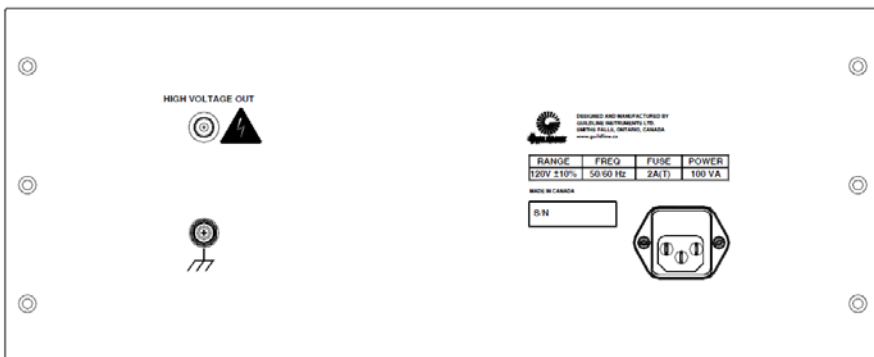 HIGH VOLTAGE OUT
DESIGNED AND MANUFACTURED BY
GUILDLINE INSTRUMENTS LTD.
SMITHS FALLS, ONTARIO, CANADA
www.guildline.ca
RANGE FREQ FUSE POWER
120V ±10% 50/60 Hz 2A(T) 100 VA
MADE IN CANADA
S/N